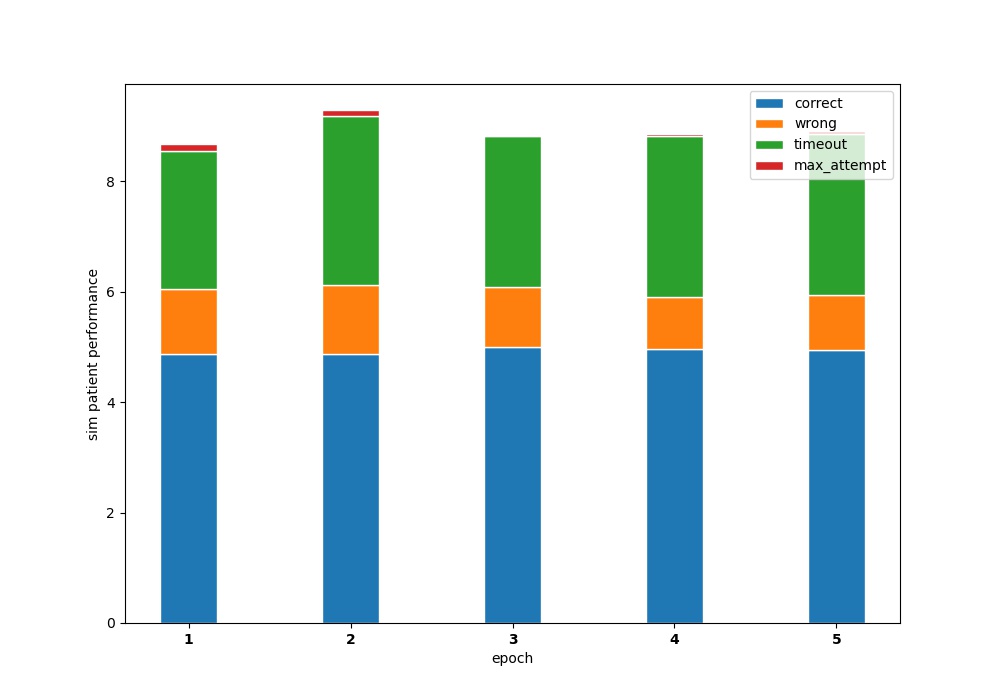 correct
wrong
timeout
max_attempt
8
6
4
2
0
sim patient performance
1 2 3 4 5
epoch